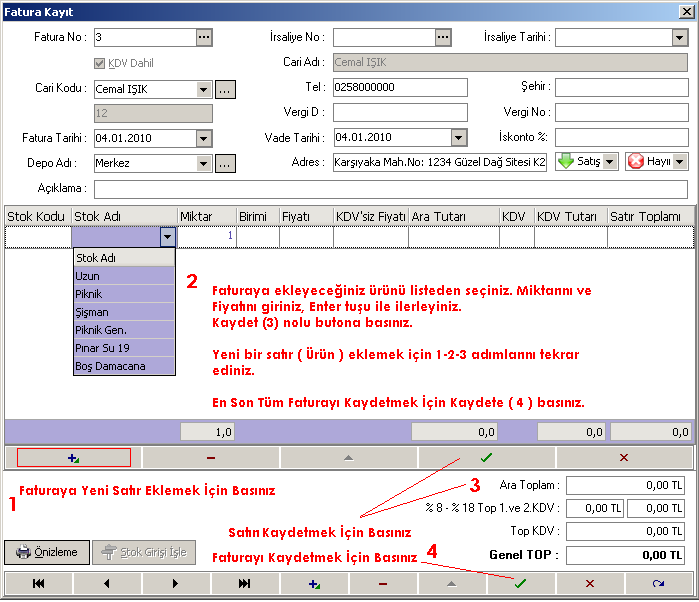 Fatura Kayıt
Fatura No : 3 ... İrsaliye No : ... İrsaliye Tarihi :
KDV Dahil Cari Adı : Cemal IŞIK
Cari Kodu : Cemal IŞIK ... Tel : 0258000000 Şehir :
12 Vergi D : Vergi No :
Fatura Tarihi : 04.01.2010 Vade Tarihi : 04.01.2010 İskonto %:
Depo Adı : Merkez ... Adres : Karşıyaka Mah.No: 1234 Güzel Dağ Sitesi K2 Satış Hayıı
Açıklama :
Stok Kodu Stok Adı Miktar Birimi Fiyatı KDV'siz Fiyatı Ara Tutarı KDV KDV Tutarı Satır Toplamı
1
Stok Adı
Uzun
Piknik
Şişman
Piknik Gen.
Pınar Su 19
Boş Damacana
2 Faturaya ekleyeceğiniz ürünü listeden seçiniz. Miktarını ve
Fiyatını giriniz, Enter tuşu ile ilerleyiniz.
Kaydet (3) nolu butona basınız.
Yeni bir satır ( Ürün ) eklemek için 1-2-3 adımlarını tekrar
ediniz.
En Son Tüm Faturayı Kaydetmek İçin Kaydete ( 4 ) basınız.
1,0 0,0 0,0 0,0
1 Faturaya Yeni Satır Eklemek İçin Basınız
3
Satırı Kaydetmek İçin Basınız
Faturayı Kaydetmek İçin Basınız 4
Ara Toplam : 0,00 TL
% 8 - % 18 Top 1.ve 2.KDV : 0,00 TL 0,00 TL
Top KDV : 0,00 TL
Genel TOP : 0,00 TL
Önizleme Stok Girişi İşle